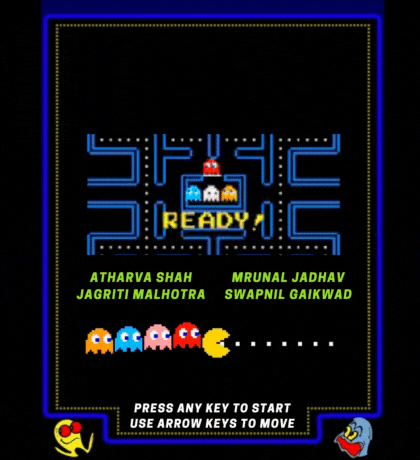 READY!
ATHARVA SHAH MRUNAL JADHAV
JAGRITI MALHOTRA SWAPNIL GAIKWAD
PRESS ANY KEY TO START
USE ARROW KEYS TO MOVE